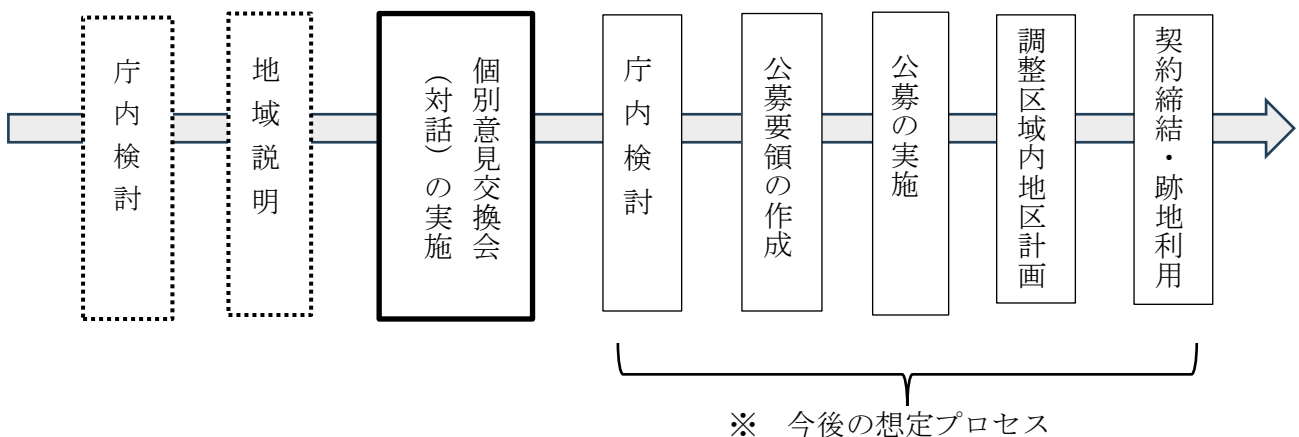 庁内検討
地域説明
個別意見交換会
（対話）の実施
庁内検討
公募要領の作成
公募の実施
調整区域内地区計画
契約締結・跡地利用
※　今後の想定プロセス